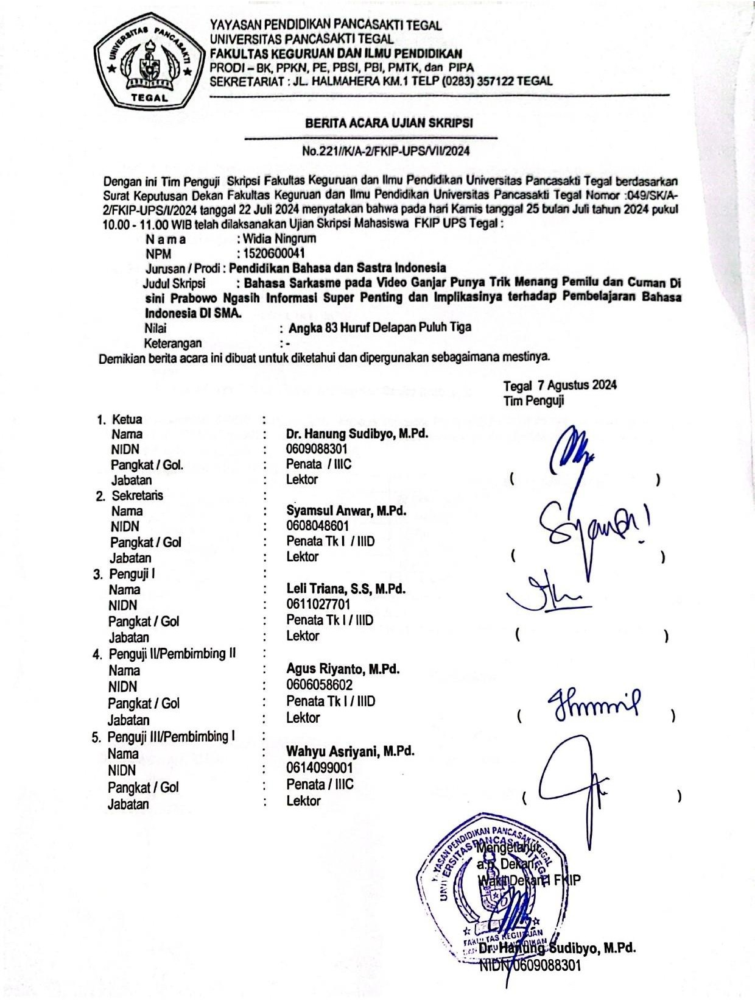 UNIVERSITAS PANCASAKTI
TEGAL
YAYASAN PENDIDIKAN PANCASAKTI TEGAL
UNIVERSITAS PANCASAKTI TEGAL
FAKULTAS KEGURUAN DAN ILMU PENDIDIKAN
PRODI – BK, PPKN, PE, PBSI, PBI, PMTK, dan PIPA
SEKRETARIAT : JL. HALMAHERA KM.1 TELP (0283) 357122 TEGAL
BERITA ACARA UJIAN SKRIPSI
No.221//K/A-2/FKIP-UPS/VII/2024
Dengan ini Tim Penguji Skripsi Fakultas Keguruan dan Ilmu Pendidikan Universitas Pancasakti Tegal berdasarkan
Surat Keputusan Dekan Fakultas Keguruan dan Ilmu Pendidikan Universitas Pancasakti Tegal Nomor :049/SK/A-
2/FKIP-UPS/I/2024 tanggal 22 Juli 2024 menyatakan bahwa pada hari Kamis tanggal 25 bulan Juli tahun 2024 pukul
10.00 - 11.00 WIB telah dilaksanakan Ujian Skripsi Mahasiswa FKIP UPS Tegal :
N a m a : Widia Ningrum
NPM : 1520600041
Jurusan / Prodi : Pendidikan Bahasa dan Sastra Indonesia
Judul Skripsi : Bahasa Sarkasme pada Video Ganjar Punya Trik Menang Pemilu dan Cuman Di
sini Prabowo Ngasih Informasi Super Penting dan Implikasinya terhadap Pembelajaran Bahasa
Indonesia DI SMA.
Nilai : Angka 83 Huruf Delapan Puluh Tiga
Keterangan : -
Demikian berita acara ini dibuat untuk diketahui dan dipergunakan sebagaimana mestinya.
Tegal 7 Agustus 2024
Tim Penguji
1. Ketua :
Nama : Dr. Hanung Sudibyo, M.Pd.
NIDN : 0609088301
Pangkat / Gol. : Penata / IIIC
Jabatan : Lektor ( )
2. Sekretaris :
Nama : Syamsul Anwar, M.Pd.
NIDN : 0608048601
Pangkat / Gol : Penata Tk I / IIID
Jabatan : Lektor ( )
3. Penguji I :
Nama : Leli Triana, S.S, M.Pd.
NIDN : 0611027701
Pangkat / Gol : Penata Tk I / IIID
Jabatan : Lektor ( )
4. Penguji II/Pembimbing II :
Nama : Agus Riyanto, M.Pd.
NIDN : 0606058602
Pangkat / Gol : Penata Tk I / IIID
Jabatan : Lektor ( )
5. Penguji III/Pembimbing I :
Nama : Wahyu Asriyani, M.Pd.
NIDN : 0614099001
Pangkat / Gol : Penata / IIIC
Jabatan : Lektor ( )
YAYASAN PENDIDIKAN PANCASAKTI TEGAL
UNIVERSITAS PANCASAKTI TEGAL
FAKULTAS KEGURUAN
DAN ILMU PENDIDIKAN
Mengetahui,
a.n. Dekan,
Wakil Dekan I FKIP
Dr. Hanung Sudibyo, M.Pd.
NIDN 0609088301